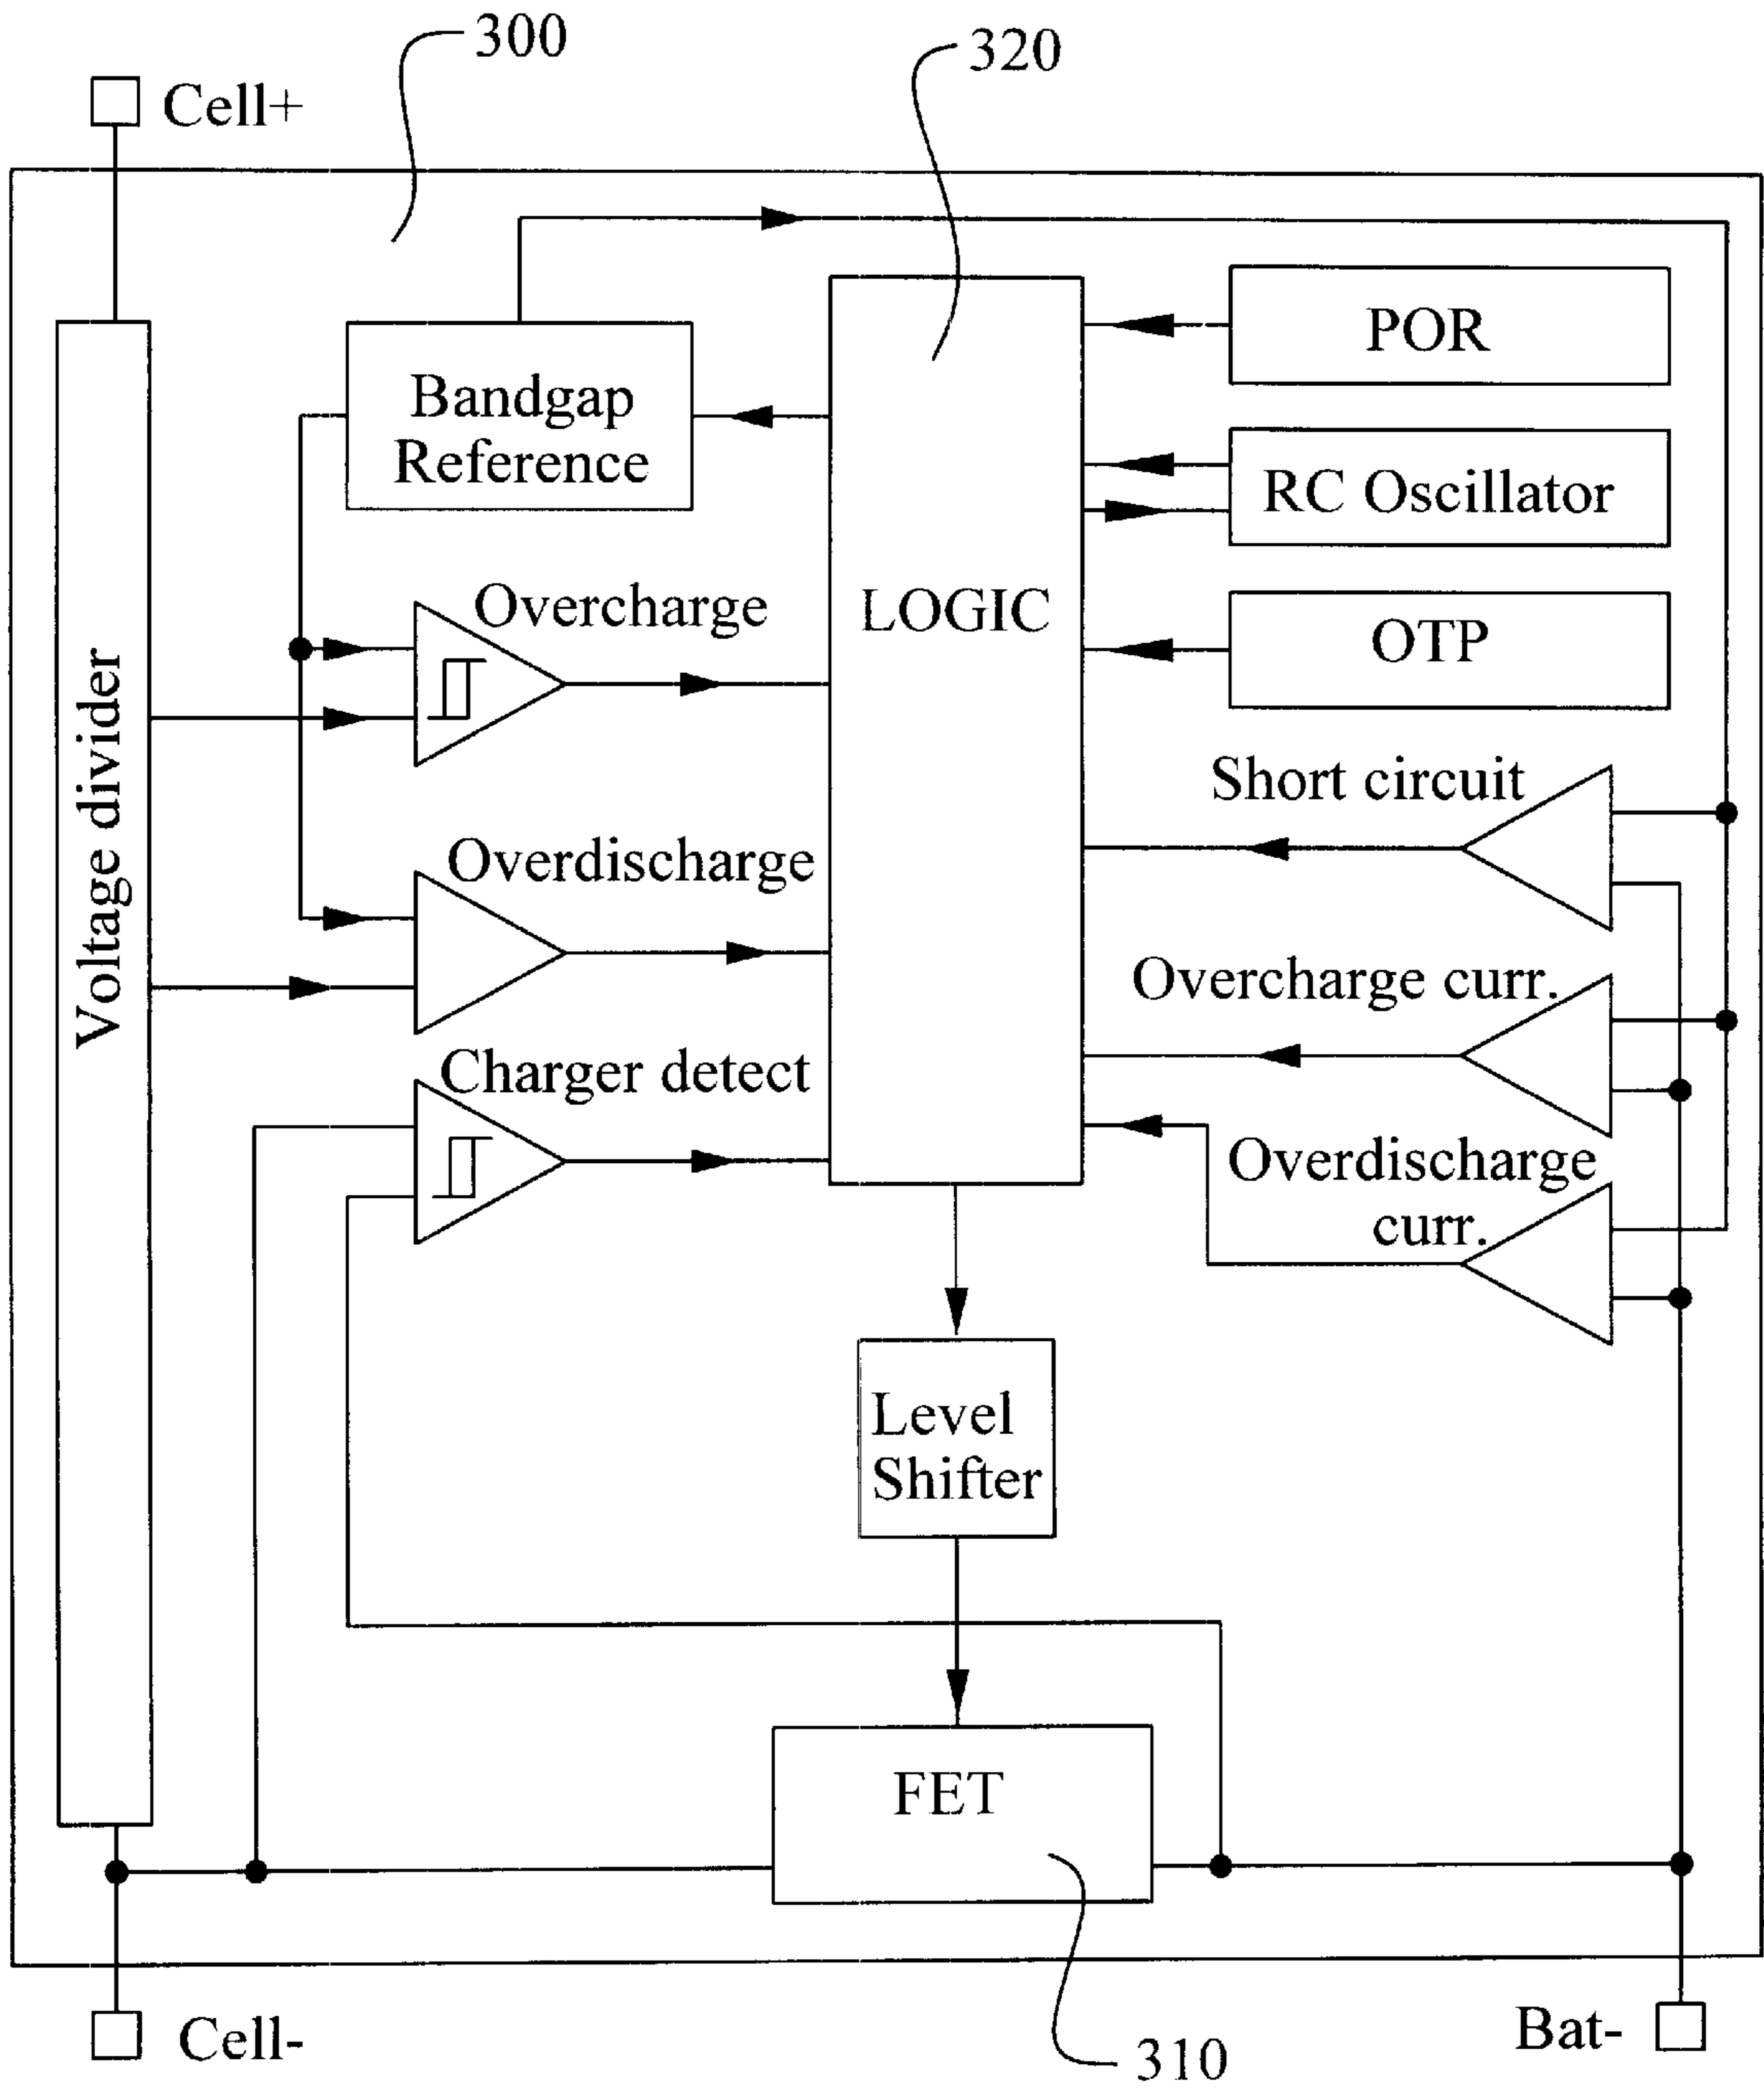 300
320
Cell+
POR
Bandgap
Reference
RC Oscillator
Overcharge
LOGIC
OTP
Voltage divider
Short circuit
Overdischarge
Overcharge curr.
Charger detect
Overdischarge
curr.
Level
Shifter
FET
Cell-
Bat-
310